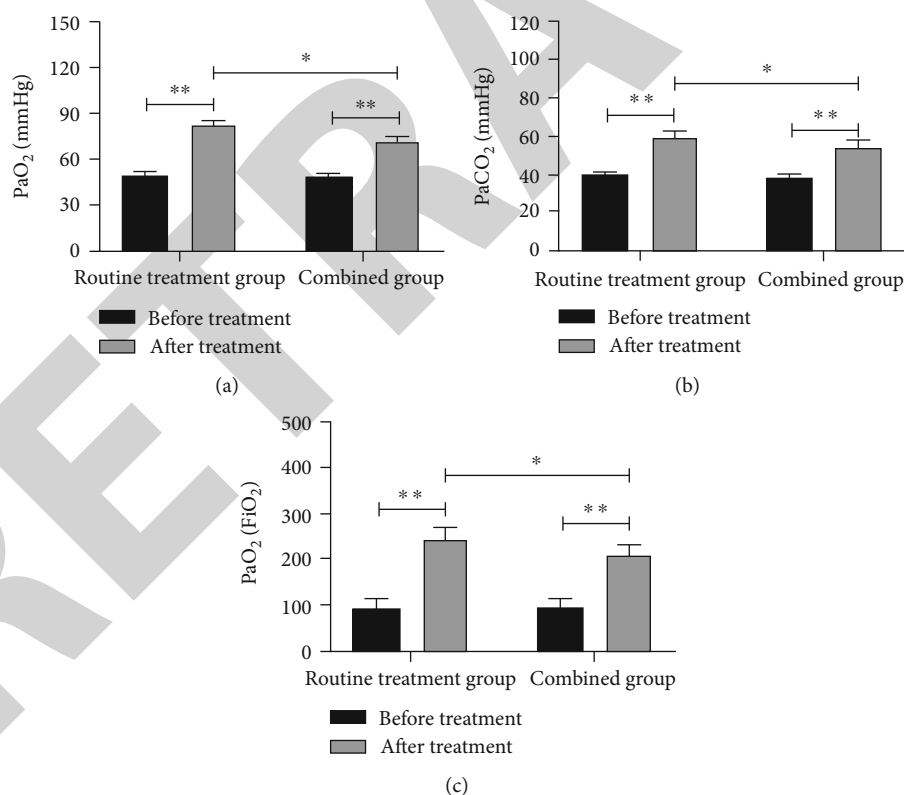 150
120
90
60
30
0
PaO₂ (mmHg)
**
**
*
Routine treatment group
Combined group
Before treatment
After treatment
(a)
120
100
80
60
40
20
0
PaCO₂ (mmHg)
**
**
*
Routine treatment group
Combined group
Before treatment
After treatment
(b)
500
400
300
200
100
0
PaO₂ (FiO₂)
**
**
*
Routine treatment group
Combined group
Before treatment
After treatment
(c)
RETRA